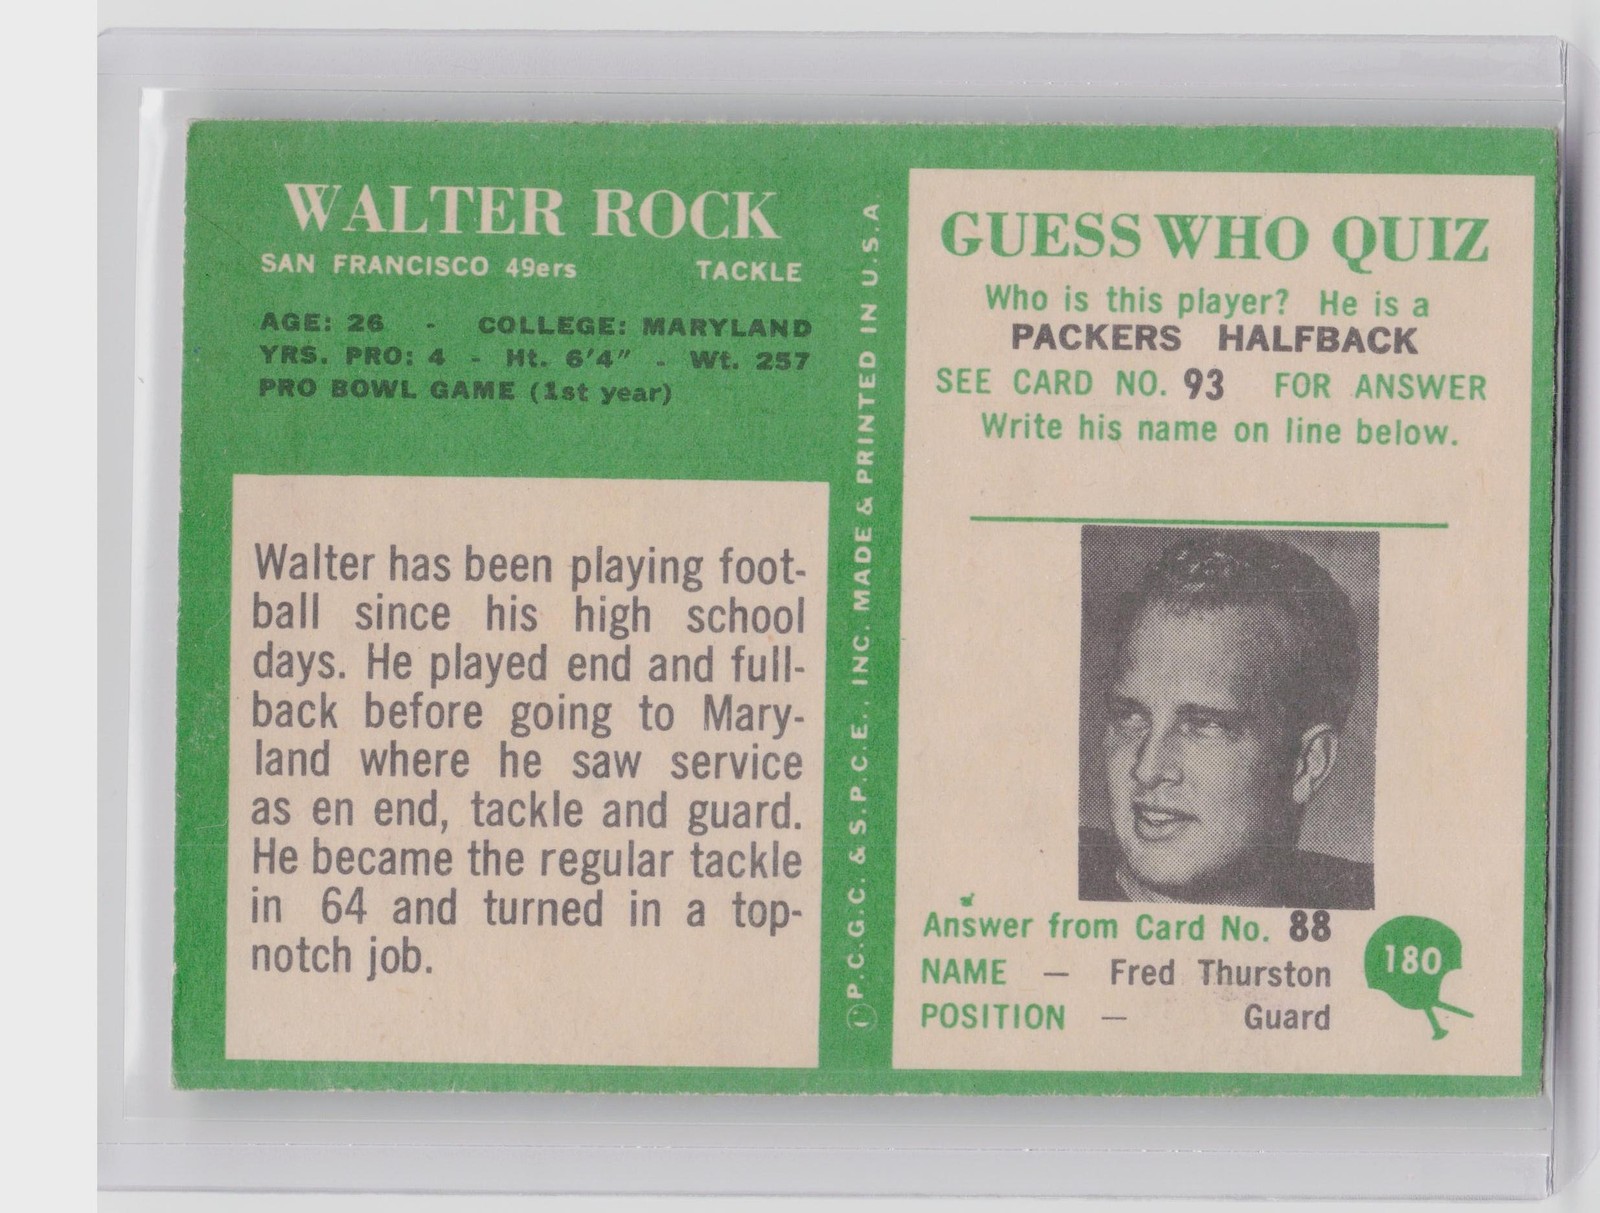 WALTER ROCK
SAN FRANCISCO 49ers TACKLE
AGE: 26 - COLLEGE: MARYLAND
YRS. PRO: 4 - Ht. 6'4" - Wt. 257
PRO BOWL GAME (1st year)
Walter has been playing foot-
ball since his high school
days. He played end and full-
back before going to Mary-
land where he saw service
as en end, tackle and guard.
He became the regular tackle
in 64 and turned in a top-
notch job.
©P.C.G.C. & S.P.C.E., INC. MADE & PRINTED IN U.S.A.
GUESS WHO QUIZ
Who is this player? He is a
PACKERS HALFBACK
SEE CARD NO. 93 FOR ANSWER
Write his name on line below.
Answer from Card No. 88
NAME — Fred Thurston
POSITION — Guard
180